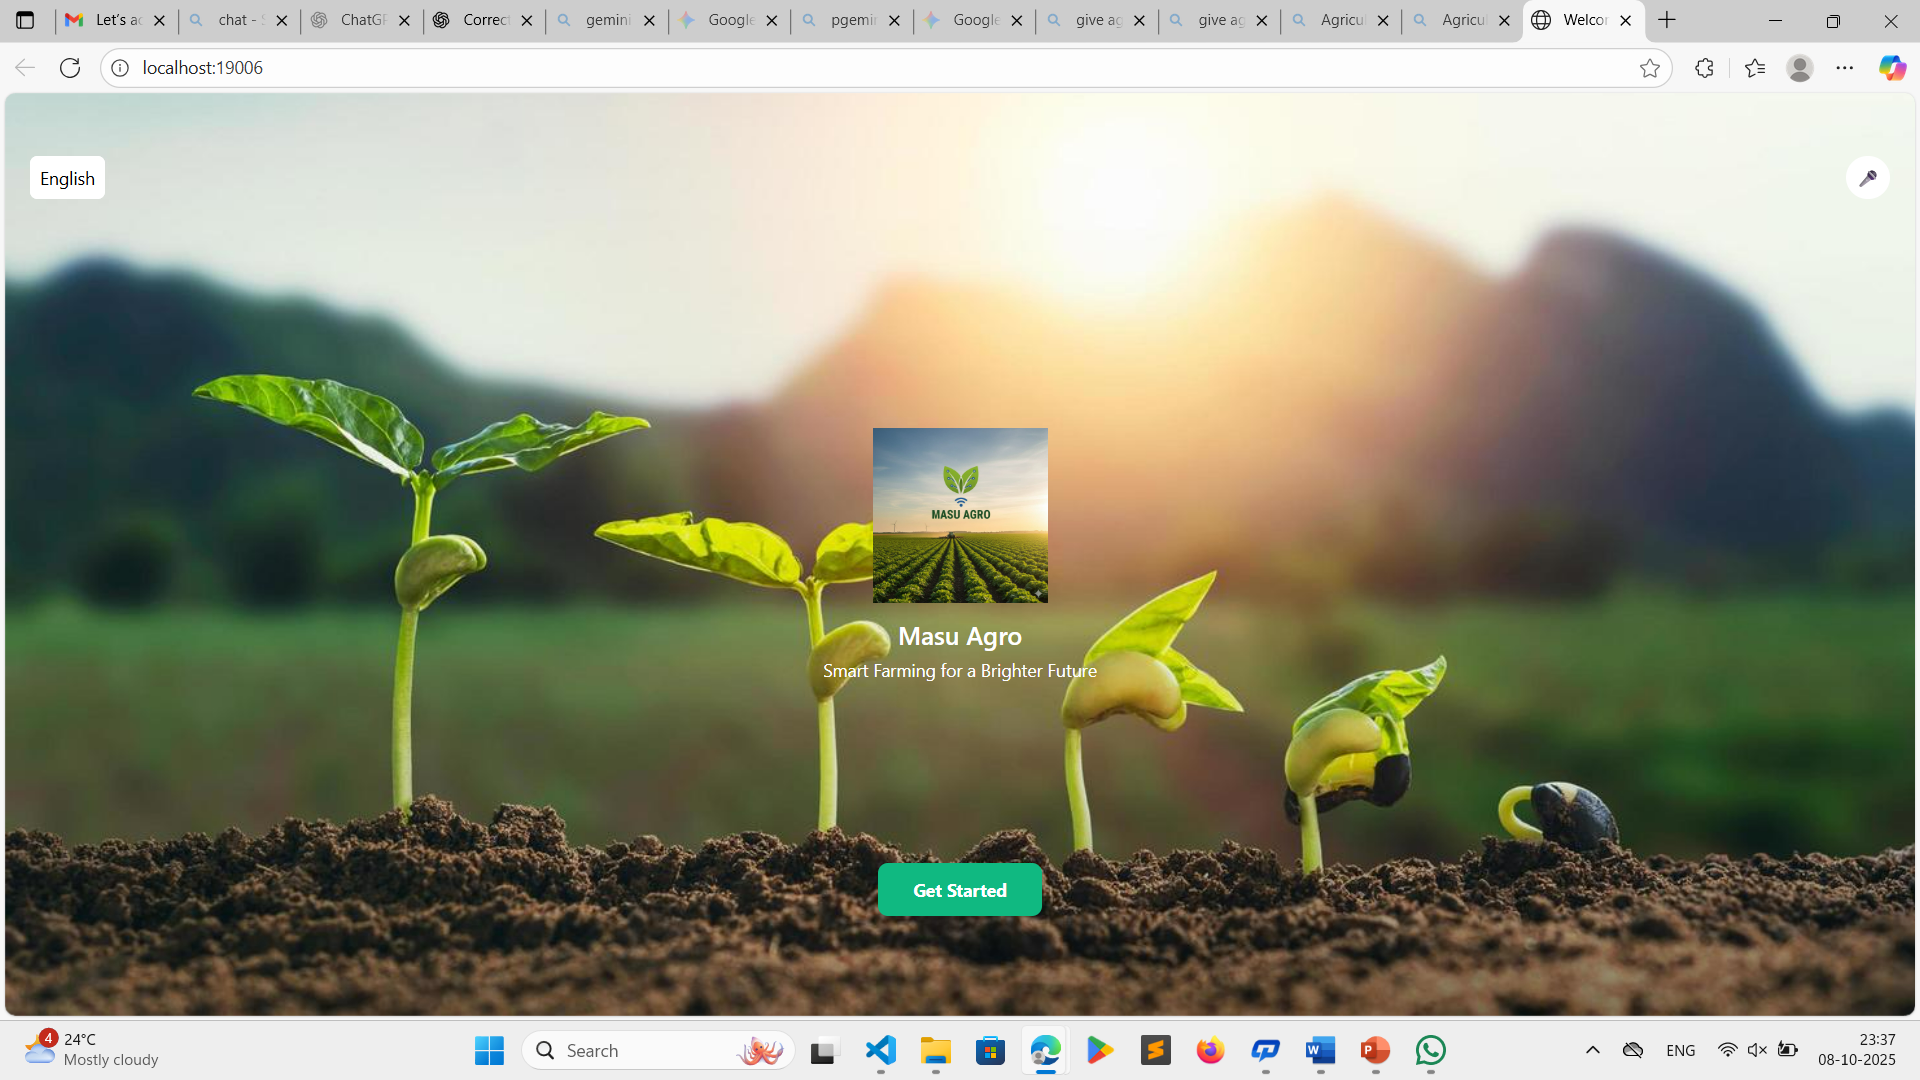 Let's ac
chat - S
ChatGP
Correct
gemini
Google
pgemin
Google
give ag
give ag
Agricul
Agricul
Welcor
localhost:19006
English
MASU AGRO
Masu Agro
Smart Farming for a Brighter Future
Get Started
4
24°C
Mostly cloudy
Search
ENG
23:37
08-10-2025